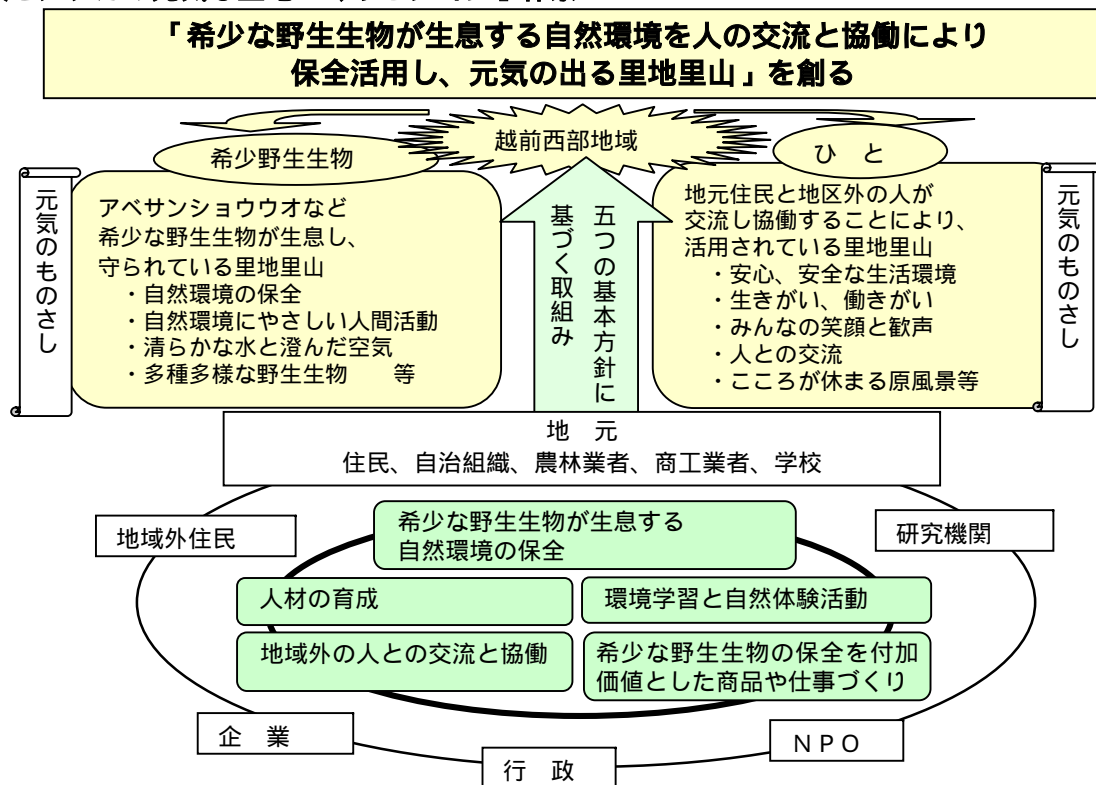 「希少な野生生物が生息する自然環境を人の交流と協働により
保全活用し、元気の出る里地里山」を創る
越前西部地域
希少野生生物
ひ と
元気のものさし
アベサンショウウオなど
希少な野生生物が生息し、
守られている里地里山
・自然環境の保全
・自然環境にやさしい人間活動
・清らかな水と澄んだ空気
・多種多様な野生生物 等
五つの基本方針に
基づく取組み
地元住民と地区外の人が
交流し協働することにより、
活用されている里地里山
・安心、安全な生活環境
・生きがい、働きがい
・みんなの笑顔と歓声
・人との交流
・こころが休まる原風景等
元気のものさし
地 元
住民、自治組織、農林業者、商工業者、学校
地域外住民
研究機関
希少な野生生物が生息する
自然環境の保全
人材の育成
環境学習と自然体験活動
地域外の人との交流と協働
希少な野生生物の保全を付加
価値とした商品や仕事づくり
企 業
NPO
行 政